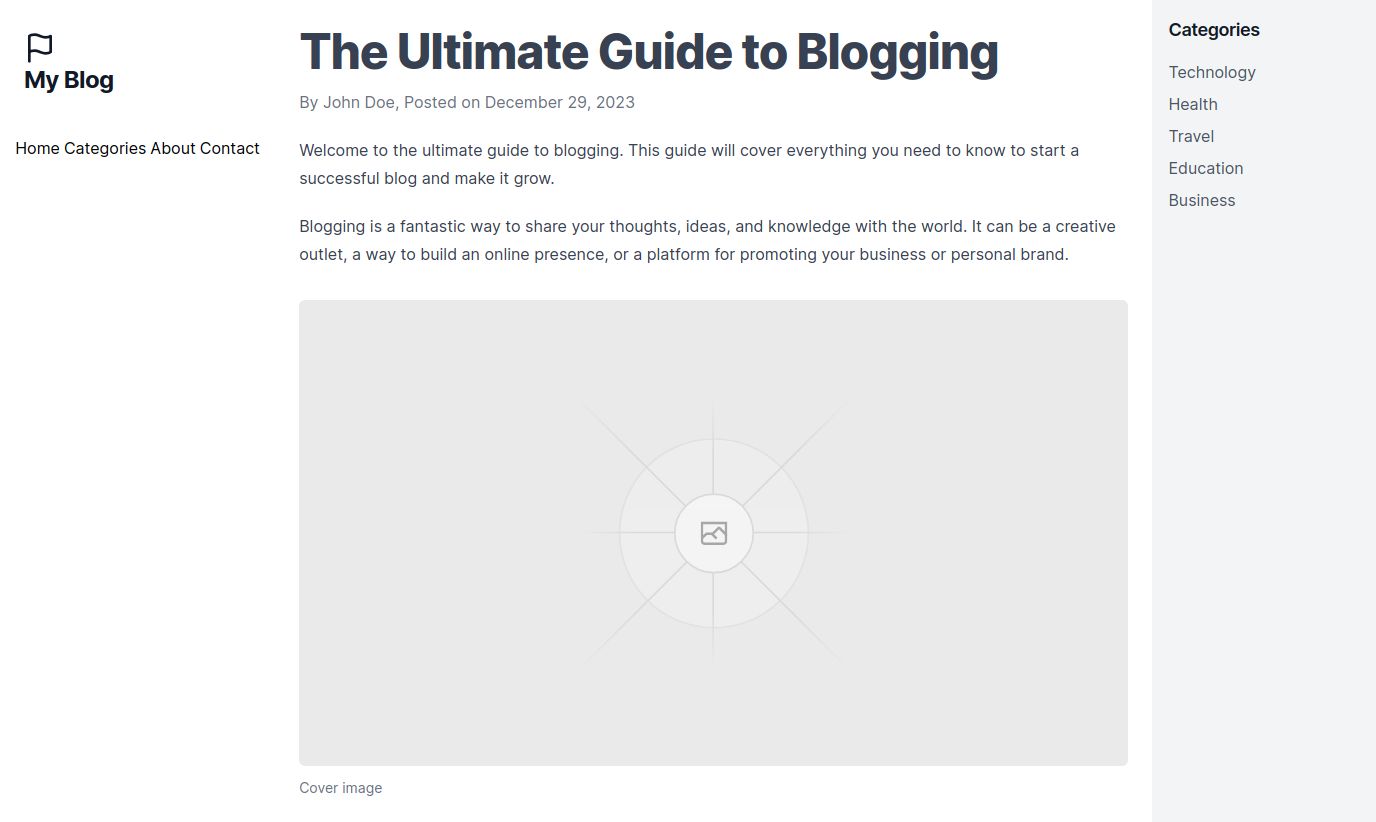 My Blog
Home Categories About Contact
The Ultimate Guide to Blogging
By John Doe, Posted on December 29, 2023
Welcome to the ultimate guide to blogging. This guide will cover everything you need to know to start a
successful blog and make it grow.
Blogging is a fantastic way to share your thoughts, ideas, and knowledge with the world. It can be a creative
outlet, a way to build an online presence, or a platform for promoting your business or personal brand.
Cover image
Categories
Technology
Health
Travel
Education
Business